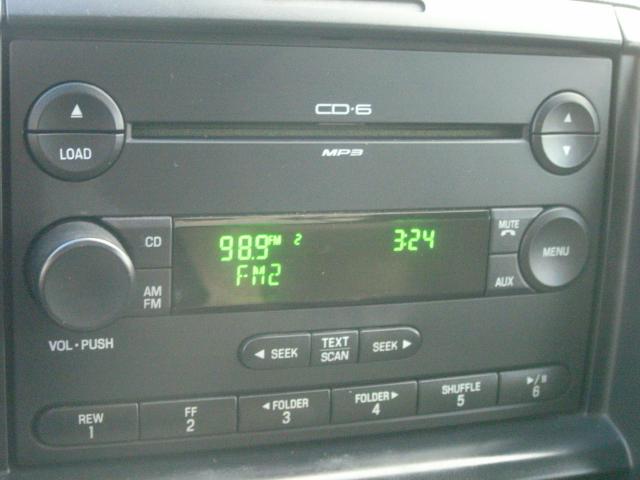 CD·6
LOAD
MP3
CD
98.9 FM 2 3:24
MUTE
MENU
FM2
AM
FM
AUX
VOL·PUSH
◄ SEEK
TEXT
SCAN
SEEK ►
REW
1
FF
2
◄FOLDER
3
FOLDER►
4
SHUFFLE
5
►/II
6